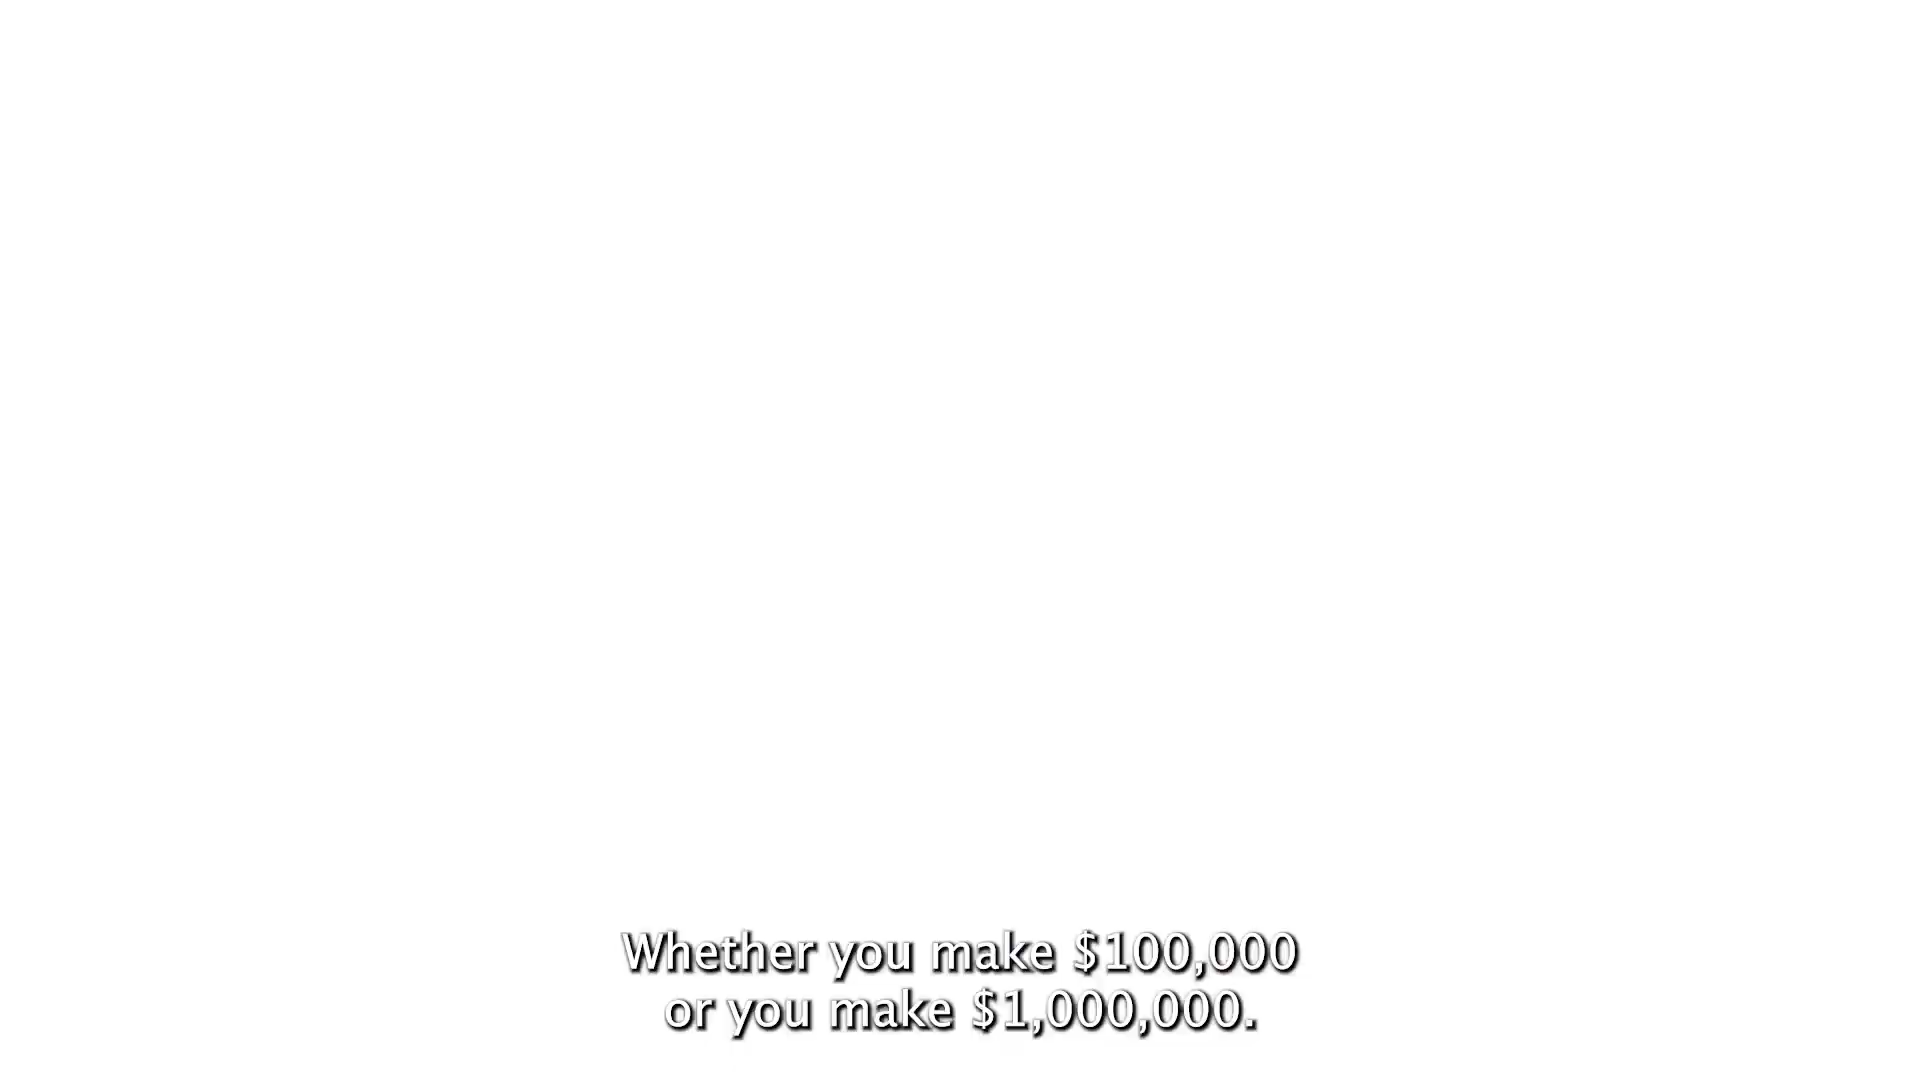 Whether you make $100,000
or you make $1,000,000.